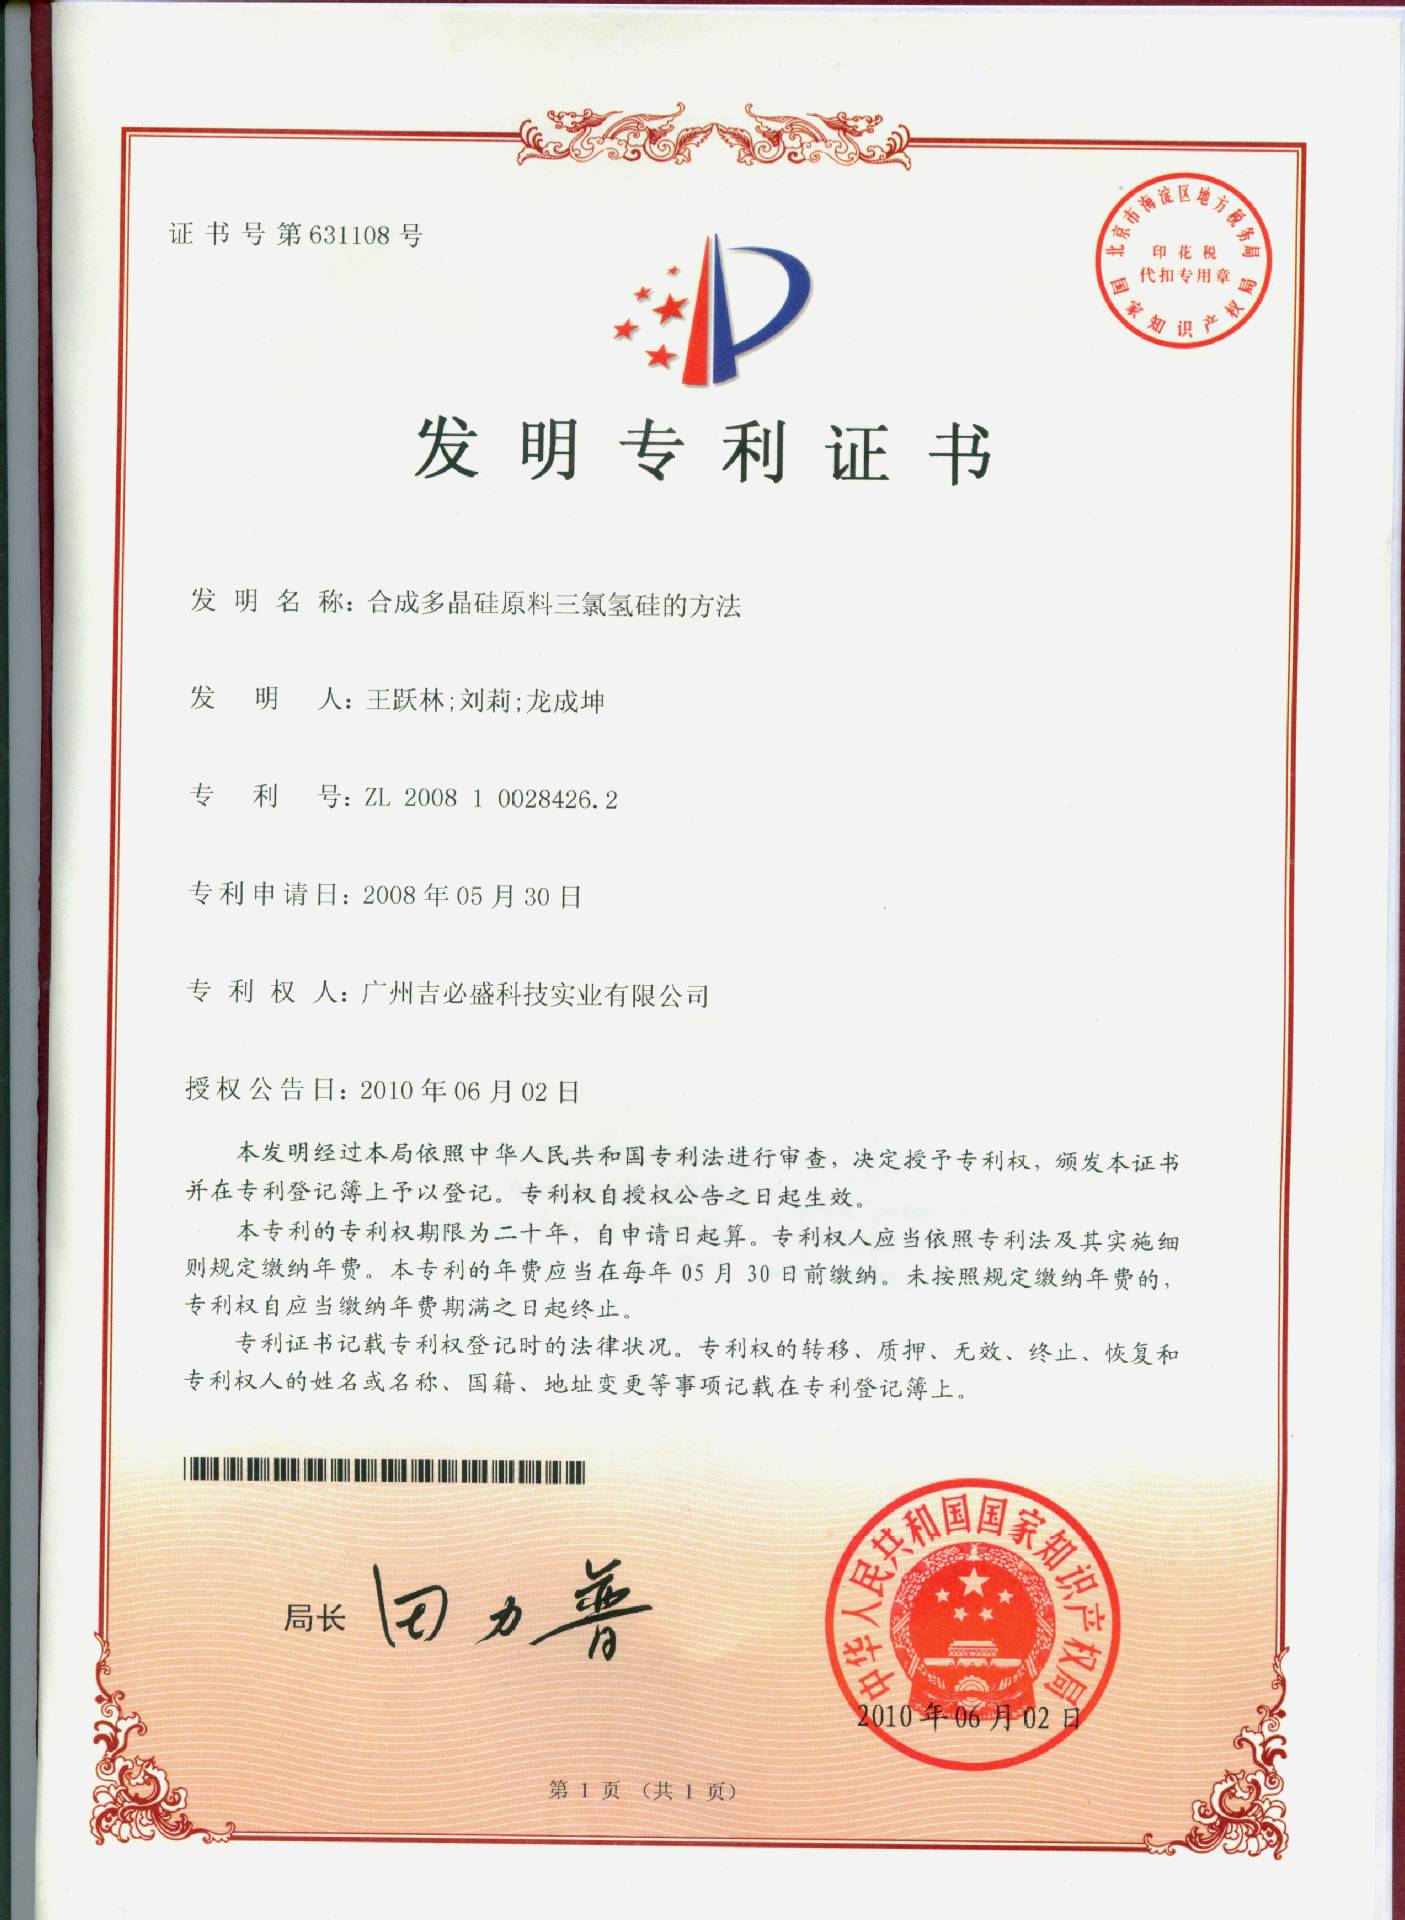 证书号第631108号
北京市海淀区地方税务局
印花税
代扣专用章
国家知识产权局
发明专利证书
发明名称：合成多晶硅原料三氯氢硅的方法
发明人：王跃林;刘莉;龙成坤
专利号：ZL 2008 1 0028426.2
专利申请日：2008年05月30日
专利权人：广州吉必盛科技实业有限公司
授权公告日：2010年06月02日
本发明经过本局依照中华人民共和国专利法进行审查，决定授予专利权，颁发本证书
并在专利登记簿上予以登记。专利权自授权公告之日起生效。
本专利的专利权期限为二十年，自申请日起算。专利权人应当依照专利法及其实施细
则规定缴纳年费。本专利的年费应当在每年05月30日前缴纳。未按照规定缴纳年费的，
专利权自应当缴纳年费期满之日起终止。
专利证书记载专利权登记时的法律状况。专利权的转移、质押、无效、终止、恢复和
专利权人的姓名或名称、国籍、地址变更等事项记载在专利登记簿上。
局长 田力普
中华人民共和国国家知识产权局
2010年06月02日
第1页（共1页）